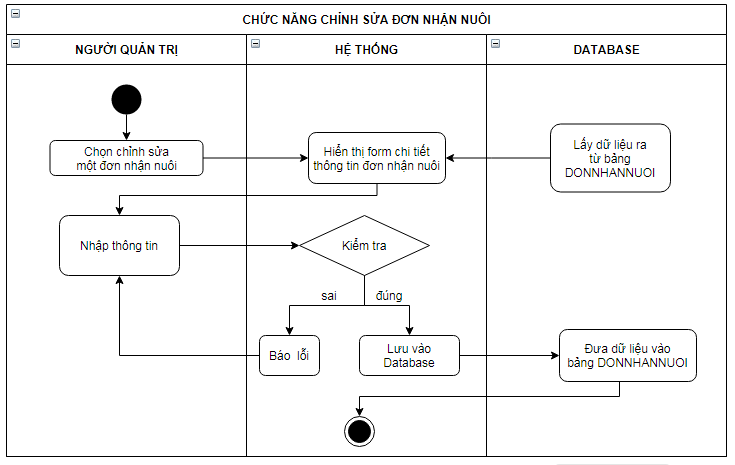 CHỨC NĂNG CHỈNH SỬA ĐƠN NHẬN NUÔI
NGƯỜI QUẢN TRỊ
HỆ THỐNG
DATABASE
Chọn chỉnh sửa
một đơn nhận nuôi
Hiển thị form chi tiết
thông tin đơn nhận nuôi
Lấy dữ liệu ra
từ bảng
DONNHANNUOI
Nhập thông tin
Kiểm tra
sai
đúng
Báo lỗi
Lưu vào
Database
Đưa dữ liệu vào
bảng DONNHANNUOI